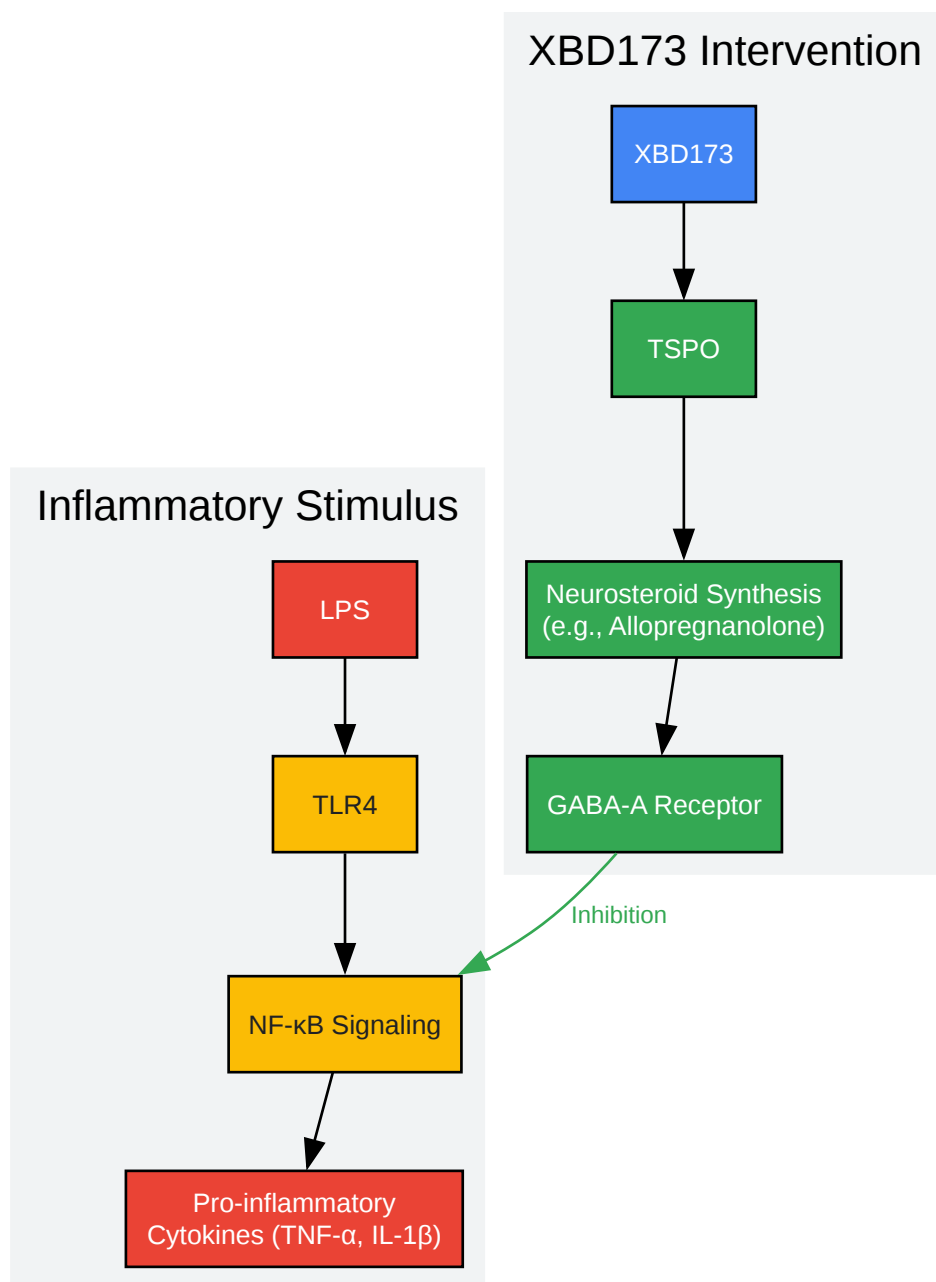 XBD173 Intervention
XBD173
TSPO
Neurosteroid Synthesis
(e.g., Allopregnanolone)
GABA-A Receptor
Inhibition
Inflammatory Stimulus
LPS
TLR4
NF-κB Signaling
Pro-inflammatory
Cytokines (TNF-α, IL-1β)